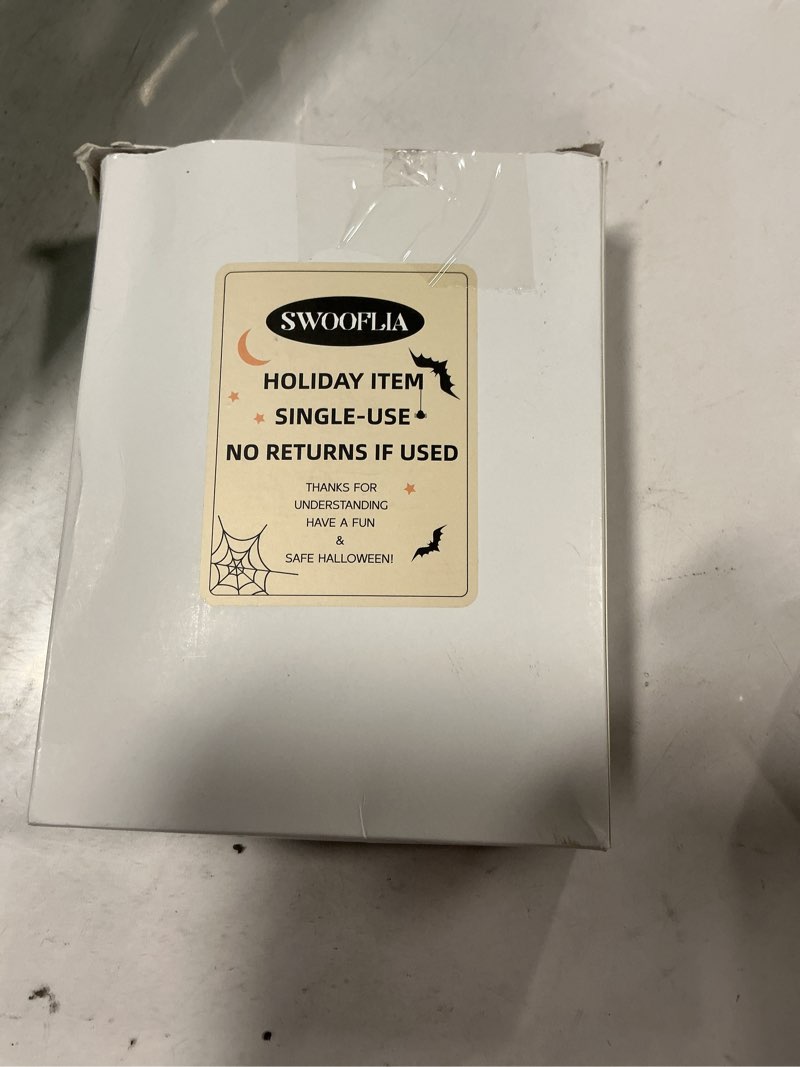 SWOOFLIA
HOLIDAY ITEM
SINGLE-USE
NO RETURNS IF USED
THANKS FOR
UNDERSTANDING
HAVE A FUN
&
SAFE HALLOWEEN!